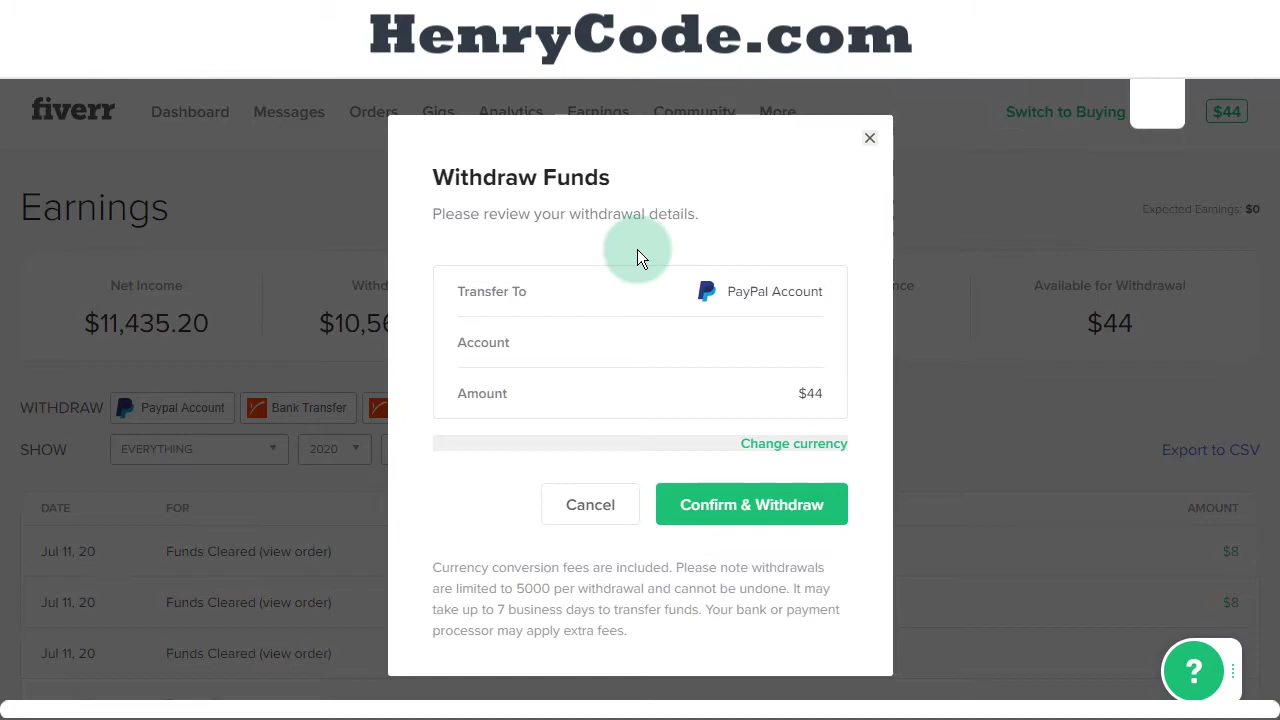 HenryCode.com
fiverr Dashboard Messages Orders Gigs Analytics Earnings Community More Switch to Buying $44
Earnings
Expected Earnings: $0
Net Income
$11,435.20
Available for Withdrawal
$44
WITHDRAW Paypal Account Bank Transfer
SHOW EVERYTHING 2020 Export to CSV
DATE FOR AMOUNT
Jul 11, 20 Funds Cleared (view order) $8
Jul 11, 20 Funds Cleared (view order) $8
Jul 11, 20 Funds Cleared (view order)
Withdraw Funds
Please review your withdrawal details.
Transfer To PayPal Account
Account
Amount $44
Change currency
Cancel Confirm & Withdraw
Currency conversion fees are included. Please note withdrawals
are limited to 5000 per withdrawal and cannot be undone. It may
take up to 7 business days to transfer funds. Your bank or payment
processor may apply extra fees.
?